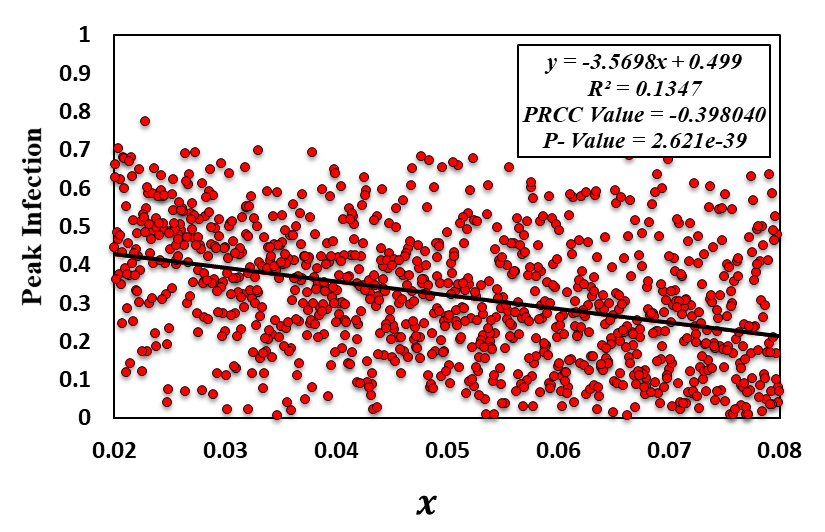 1
0.9
0.8
0.7
0.6
0.5
0.4
0.3
0.2
0.1
0
Peak Infection
y = -3.5698x + 0.499
R² = 0.1347
PRCC Value = -0.398040
P- Value = 2.621e-39
0.02 0.03 0.04 0.05 0.06 0.07 0.08
x